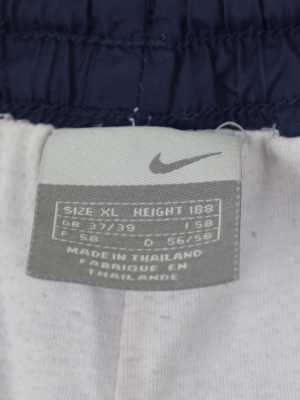 SIZE XL HEIGHT 188
GB 37/39 I 58
F 58 D 56/58
MADE IN THAILAND
FABRIQUE EN
THAILANDE